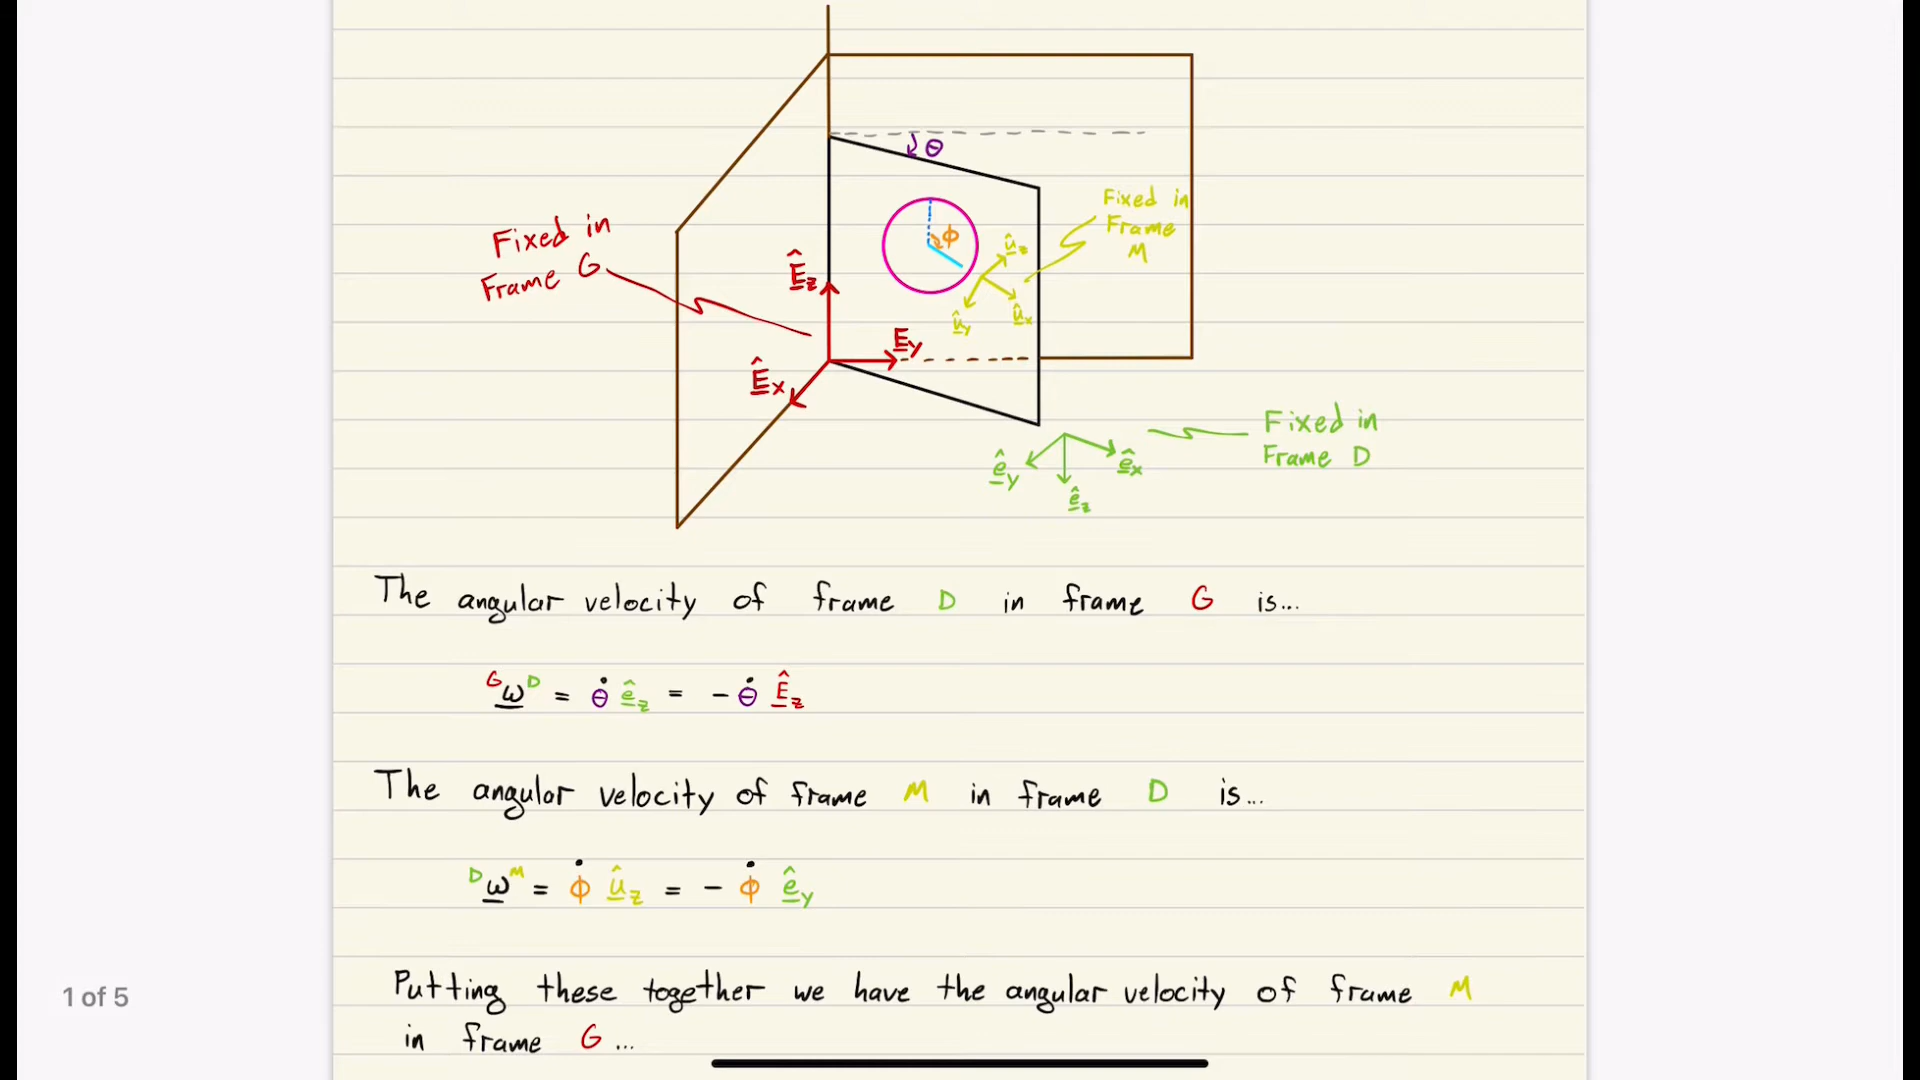 θ
Fixed in
Frame
M
Fixed in
Frame G
ϕ
û_z
Ê_z
û_y
û_x
E_y
Ê_x
Fixed in
Frame D
ê_y
ê_x
ê_z
The angular velocity of frame D in frame G is...
ᴳω̲ᴰ = θ̇ ê_z = - θ̇ Ê_z
The angular velocity of frame M in frame D is...
ᴰω̲ᴹ = ϕ̇ û_z = - ϕ̇ ê_y
Putting these together we have the angular velocity of frame M
in frame G...
1 of 5